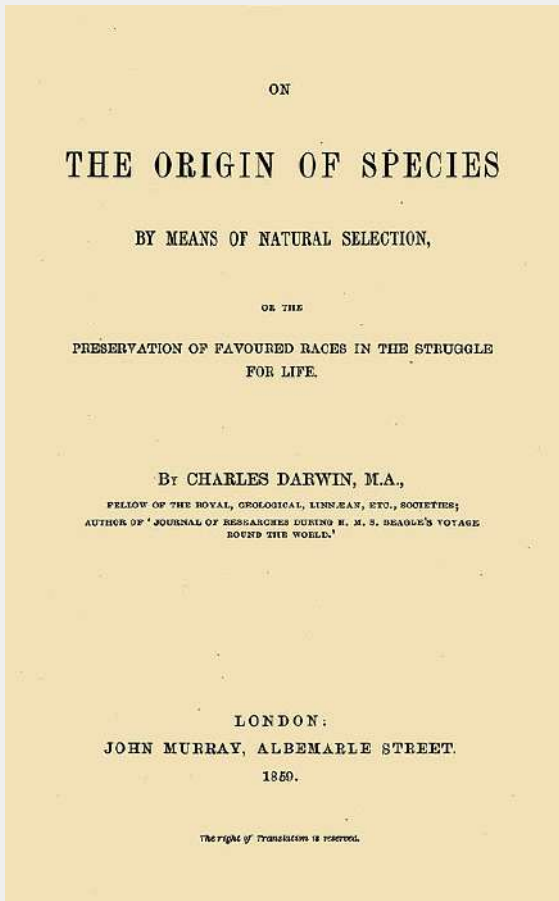 ON
THE ORIGIN OF SPECIES
BY MEANS OF NATURAL SELECTION,
OR THE
PRESERVATION OF FAVOURED RACES IN THE STRUGGLE
FOR LIFE.
By CHARLES DARWIN, M.A.,
FELLOW OF THE ROYAL, GEOLOGICAL, LINNÆAN, ETC., SOCIETIES;
AUTHOR OF 'JOURNAL OF RESEARCHES DURING H. M. S. BEAGLE'S VOYAGE
ROUND THE WORLD.'
LONDON:
JOHN MURRAY, ALBEMARLE STREET.
1859.
The right of Translation is reserved.